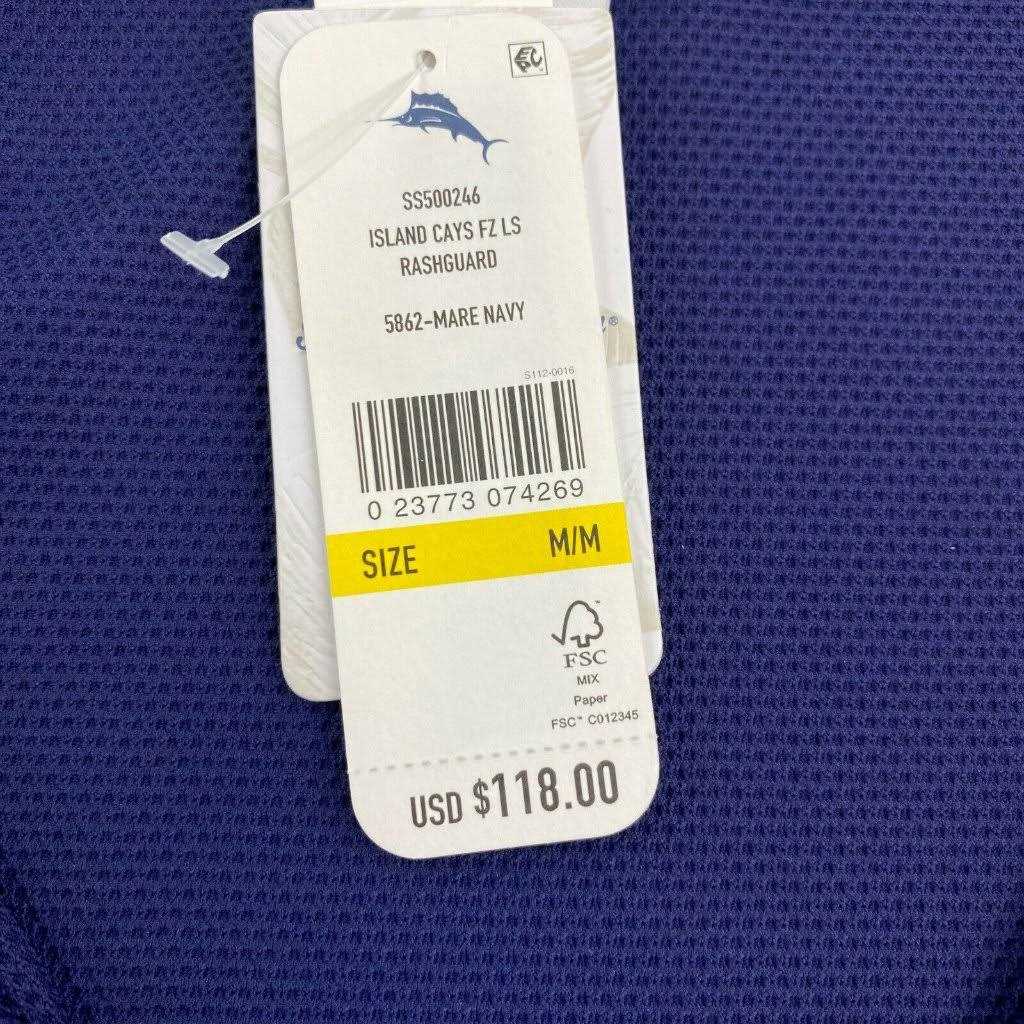 SS500246
ISLAND CAYS FZ LS
RASHGUARD
5862-MARE NAVY
S112-0016
0 23773 074269
SIZE M/M
FSC
MIX
Paper
FSC™ C012345
USD $118.00